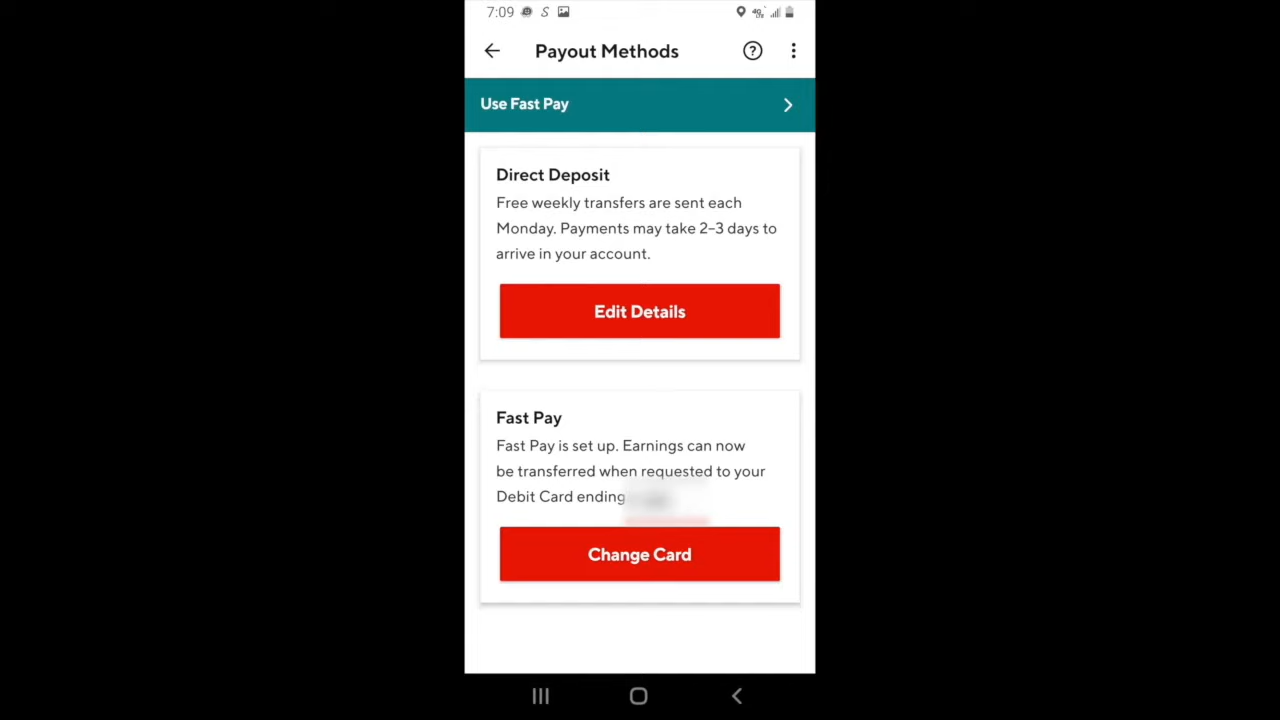 7:09
Payout Methods
Use Fast Pay
Direct Deposit
Free weekly transfers are sent each
Monday. Payments may take 2–3 days to
arrive in your account.
Edit Details
Fast Pay
Fast Pay is set up. Earnings can now
be transferred when requested to your
Debit Card ending
Change Card